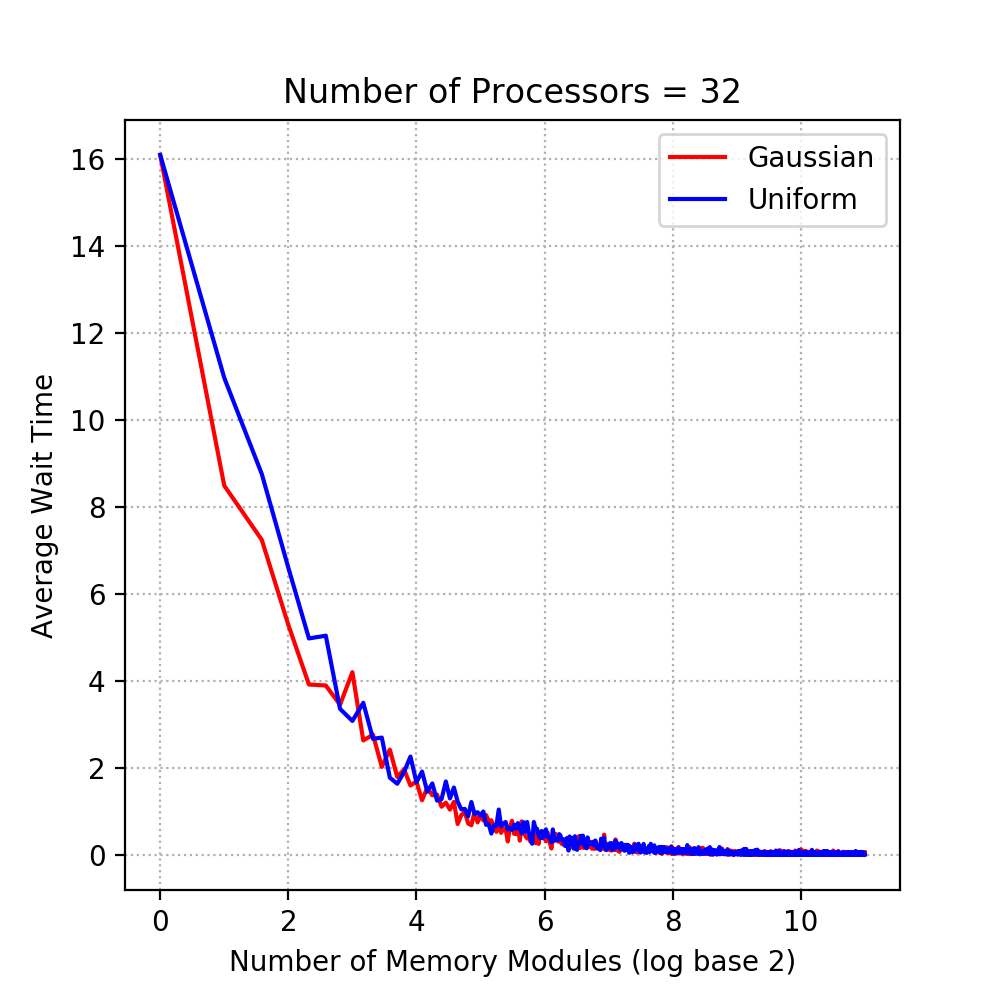 Number of Processors = 32
Gaussian
Uniform
Average Wait Time
16
14
12
10
8
6
4
2
0
0 2 4 6 8 10
Number of Memory Modules (log base 2)